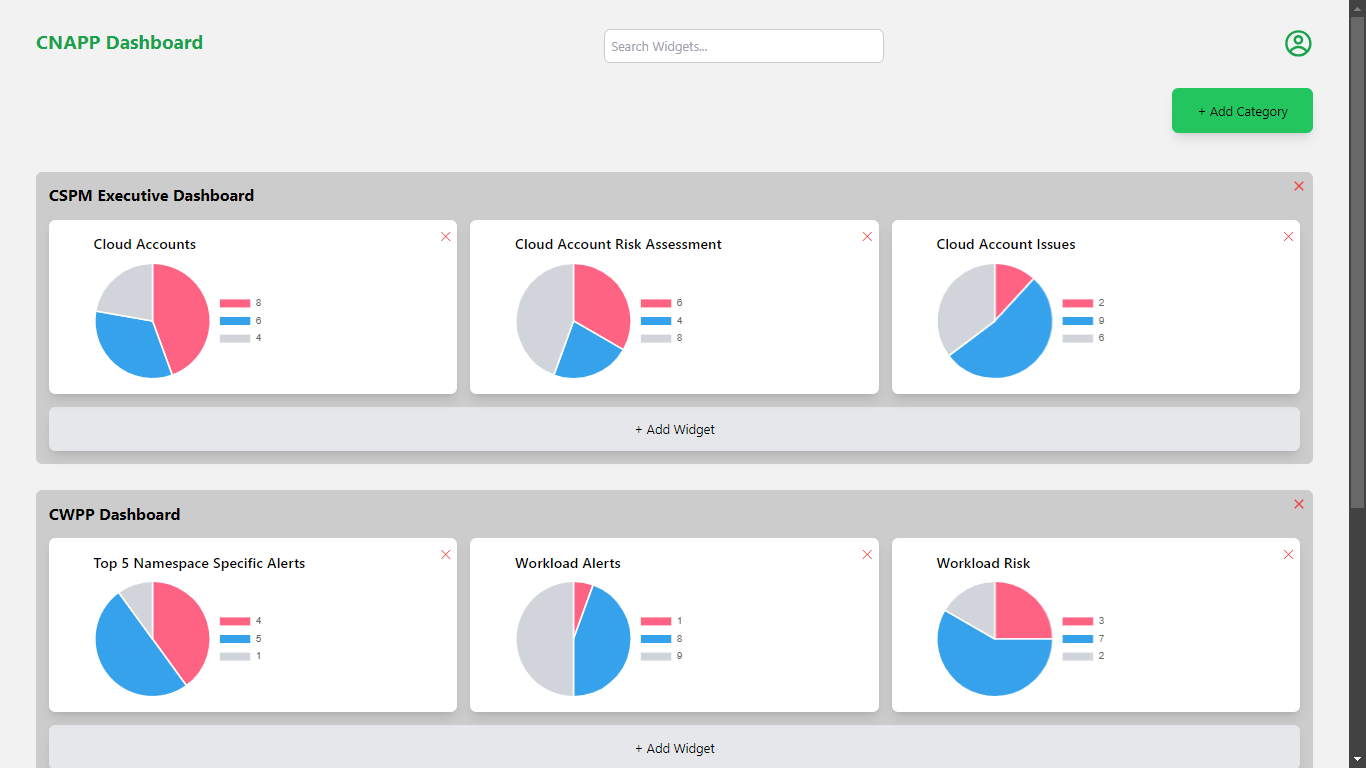 CNAPP Dashboard
Search Widgets...
+ Add Category
CSPM Executive Dashboard
Cloud Accounts
8
6
4
Cloud Account Risk Assessment
6
4
8
Cloud Account Issues
2
9
6
+ Add Widget
CWPP Dashboard
Top 5 Namespace Specific Alerts
4
5
1
Workload Alerts
1
8
9
Workload Risk
3
7
2
+ Add Widget